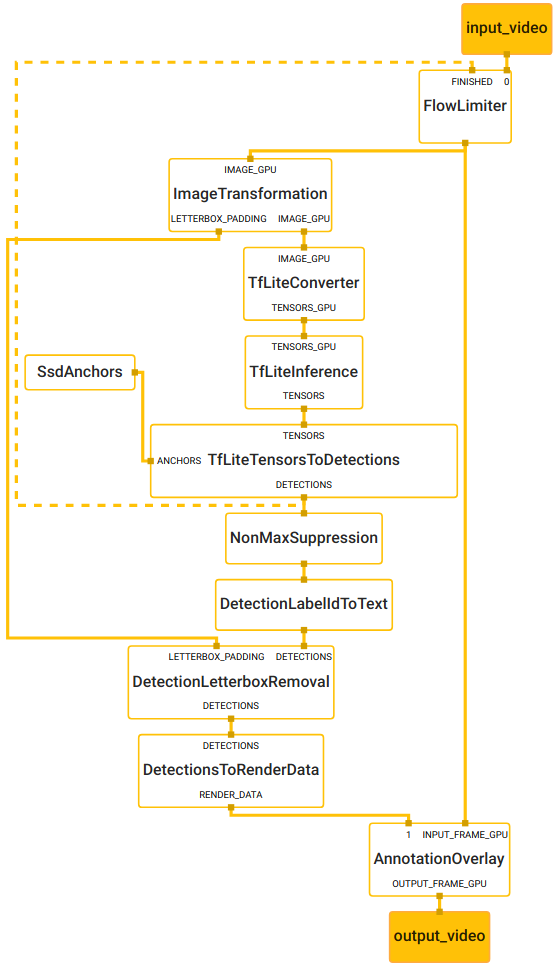 input_video
FINISHED 0
FlowLimiter
IMAGE_GPU
ImageTransformation
LETTERBOX_PADDING IMAGE_GPU
IMAGE_GPU
TfLiteConverter
TENSORS_GPU
TENSORS_GPU
SsdAnchors
TfLiteInference
TENSORS
TENSORS
ANCHORS TfLiteTensorsToDetections
DETECTIONS
NonMaxSuppression
DetectionLabelIdToText
LETTERBOX_PADDING DETECTIONS
DetectionLetterboxRemoval
DETECTIONS
DETECTIONS
DetectionsToRenderData
RENDER_DATA
1 INPUT_FRAME_GPU
AnnotationOverlay
OUTPUT_FRAME_GPU
output_video